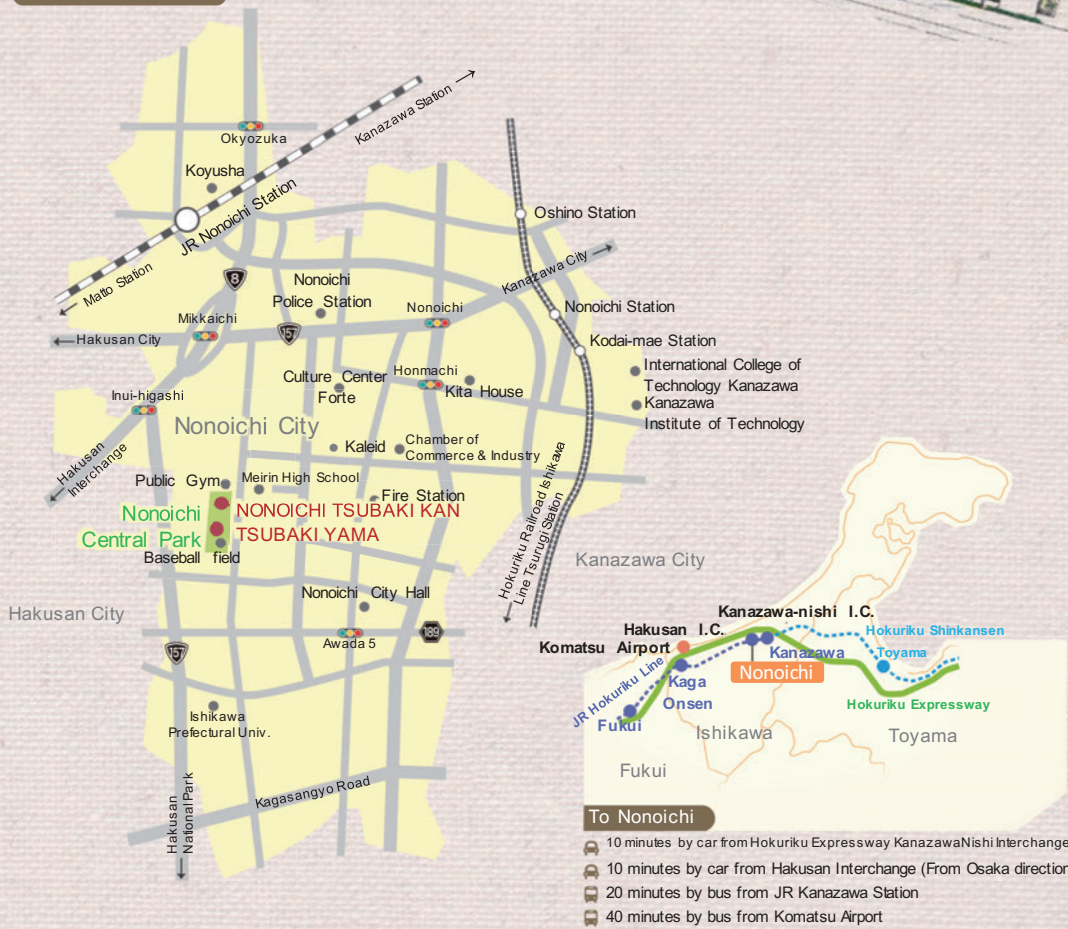 Kanazawa Station
Okyozuka
Koyusha
JR Nonoichi Station
Matto Station
8
Oshino Station
Kanazawa City
Nonoichi
Police Station
Nonoichi
Nonoichi Station
Mikkaichi
157
Hakusan City
Kodai-mae Station
International College of
Technology Kanazawa
Kanazawa
Institute of Technology
Culture Center
Forte
Honmachi
Kita House
Inui-higashi
Nonoichi City
Kaleid
Chamber of
Commerce & Industry
Hakusan
Interchange
Public Gym
Meirin High School
Fire Station
NONOICHI TSUBAKI KAN
TSUBAKI YAMA
Nonoichi
Central Park
Baseball field
Hokuriku Railroad Ishikawa
Line Tsurugi Station
Kanazawa City
Hakusan City
Nonoichi City Hall
Awada 5
189
157
Ishikawa
Prefectural Univ.
Kagasangyo Road
Hakusan
National Park
Kanazawa-nishi I.C.
Hakusan I.C.
Komatsu Airport
Hokuriku Shinkansen
Toyama
Kanazawa
Nonoichi
JR Hokuriku Line
Kaga
Onsen
Fukui
Hokuriku Expressway
Ishikawa
Toyama
Fukui
To Nonoichi
10 minutes by car from Hokuriku Expressway KanazawaNishi Interchange
10 minutes by car from Hakusan Interchange (From Osaka direction
20 minutes by bus from JR Kanazawa Station
40 minutes by bus from Komatsu Airport